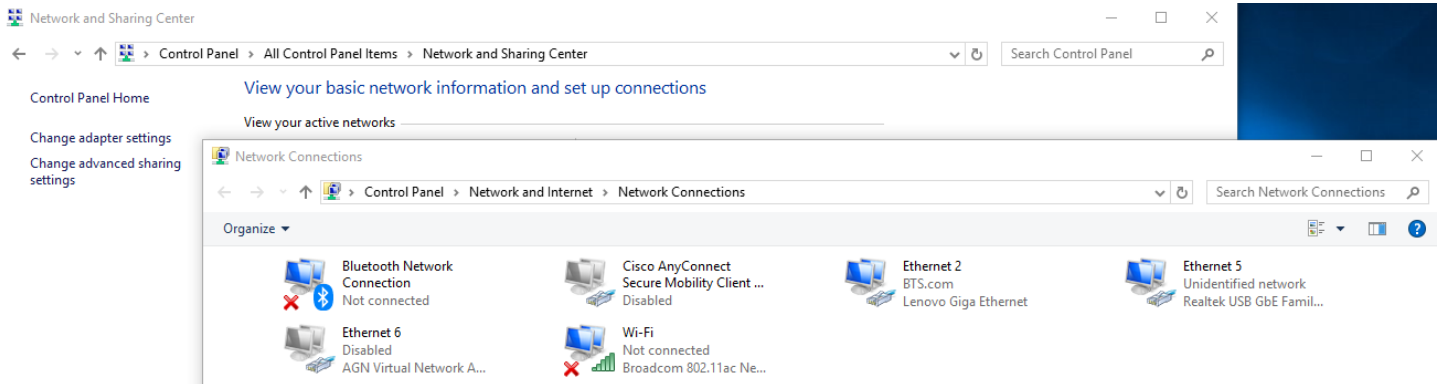 Network and Sharing Center
Control Panel > All Control Panel Items > Network and Sharing Center
Search Control Panel
Control Panel Home
View your basic network information and set up connections
View your active networks
Change adapter settings
Change advanced sharing
settings
Network Connections
Control Panel > Network and Internet > Network Connections
Search Network Connections
Organize
Bluetooth Network
Connection
Not connected
Cisco AnyConnect
Secure Mobility Client ...
Disabled
Ethernet 2
BTS.com
Lenovo Giga Ethernet
Ethernet 5
Unidentified network
Realtek USB GbE Famil...
Ethernet 6
Disabled
AGN Virtual Network A...
Wi-Fi
Not connected
Broadcom 802.11ac Ne...